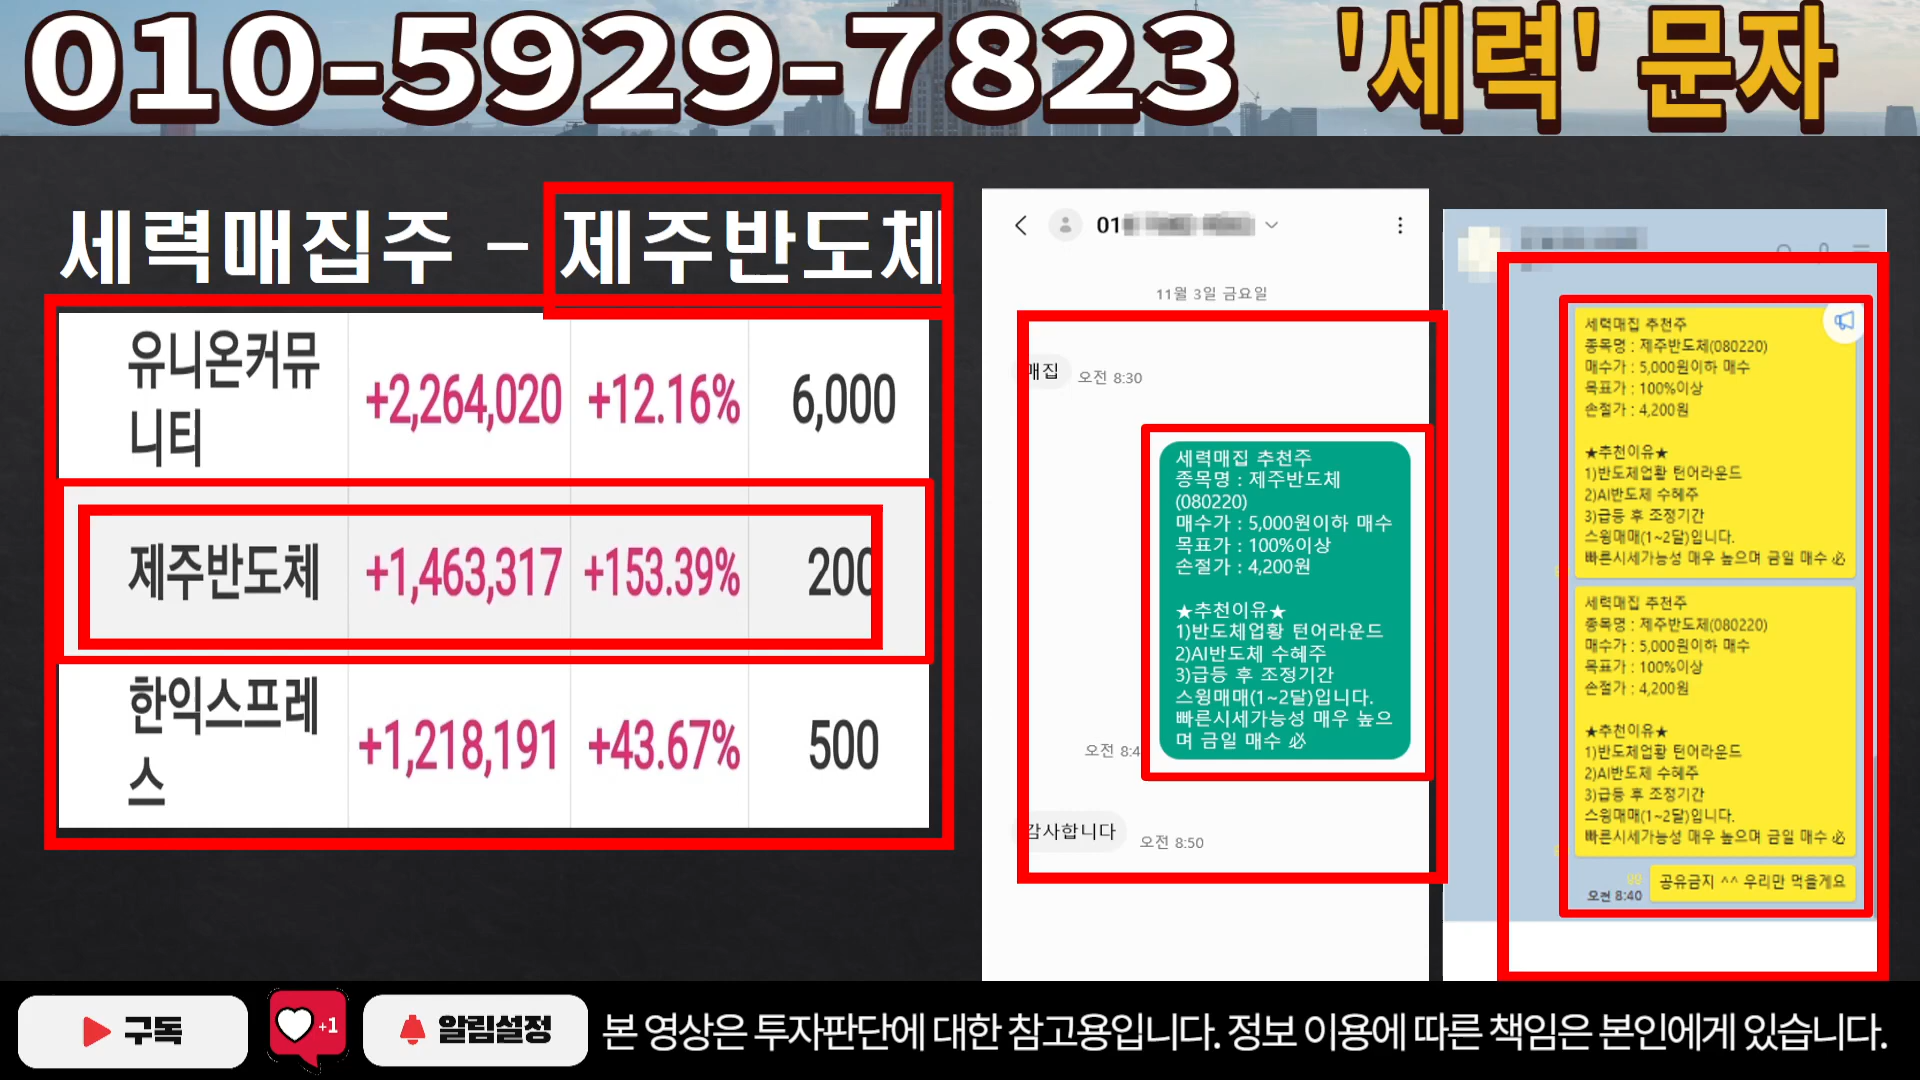 010-5929-7823 '세력' 문자
세력매집주 - 제주반도체
유니온커뮤
니티
+2,264,020
+12.16%
6,000
제주반도체
+1,463,317
+153.39%
200
한익스프레
스
+1,218,191
+43.67%
500
01
11월 3일 금요일
매집
오전 8:30
세력매집 추천주
종목명 : 제주반도체
(080220)
매수가 : 5,000원이하 매수
목표가 : 100%이상
손절가 : 4,200원
★추천이유★
1)반도체업황 턴어라운드
2)AI반도체 수혜주
3)급등 후 조정기간
스윙매매(1~2달)입니다.
빠른시세가능성 매우 높으
며 금일 매수 必
오전 8:4
감사합니다
오전 8:50
세력매집 추천주
종목명 : 제주반도체(080220)
매수가 : 5,000원이하 매수
목표가 : 100%이상
손절가 : 4,200원
★추천이유★
1)반도체업황 턴어라운드
2)AI반도체 수혜주
3)급등 후 조정기간
스윙매매(1~2달)입니다.
빠른시세가능성 매우 높으며 금일 매수 必
세력매집 추천주
종목명 : 제주반도체(080220)
매수가 : 5,000원이하 매수
목표가 : 100%이상
손절가 : 4,200원
★추천이유★
1)반도체업황 턴어라운드
2)AI반도체 수혜주
3)급등 후 조정기간
스윙매매(1~2달)입니다.
빠른시세가능성 매우 높으며 금일 매수 必
오전 8:40
공유금지 ^^ 우리만 먹을게요
구독
+1
알림설정
본 영상은 투자판단에 대한 참고용입니다. 정보 이용에 따른 책임은 본인에게 있습니다.